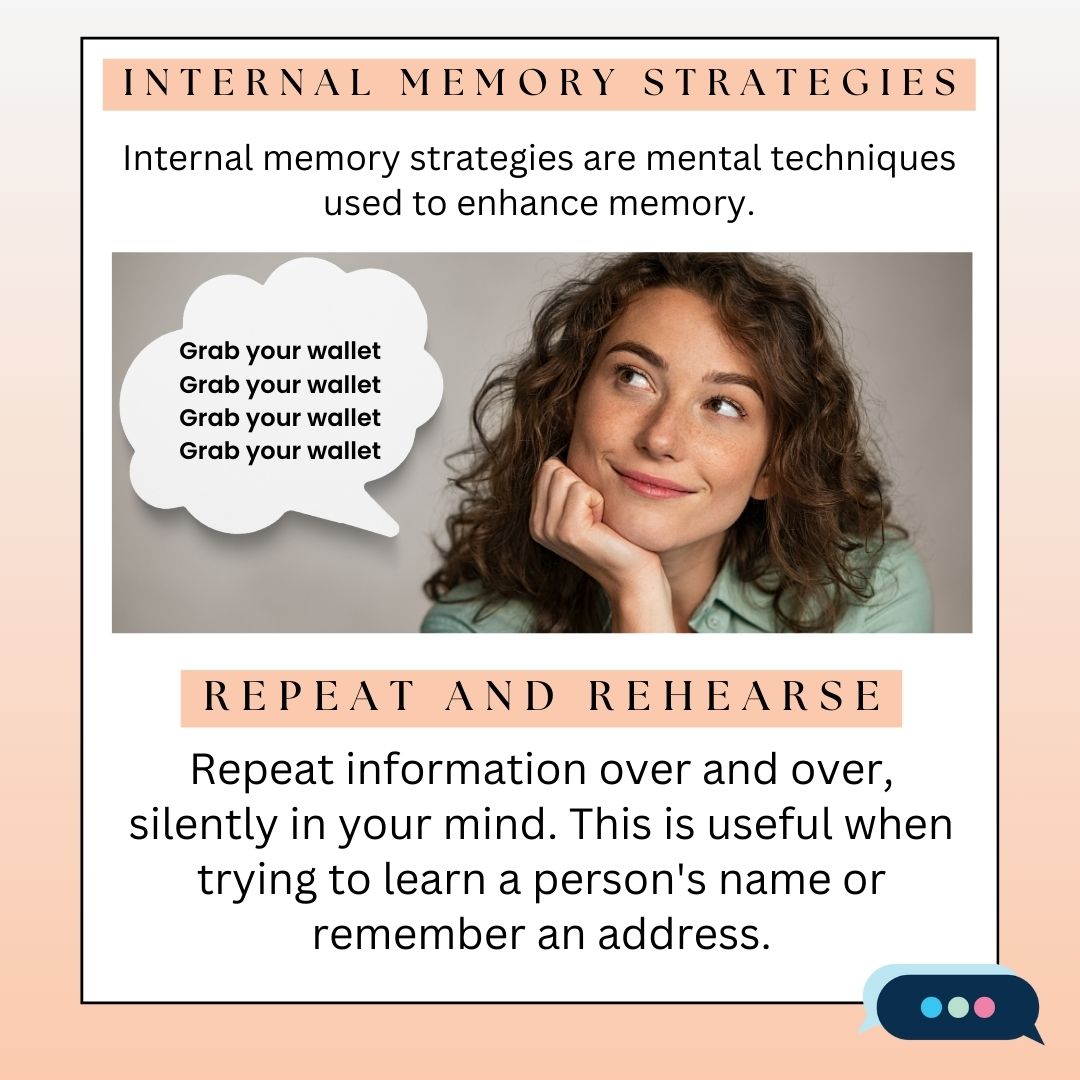 INTERNAL MEMORY STRATEGIES
Internal memory strategies are mental techniques
used to enhance memory.
Grab your wallet
Grab your wallet
Grab your wallet
Grab your wallet
REPEAT AND REHEARSE
Repeat information over and over,
silently in your mind. This is useful when
trying to learn a person's name or
remember an address.